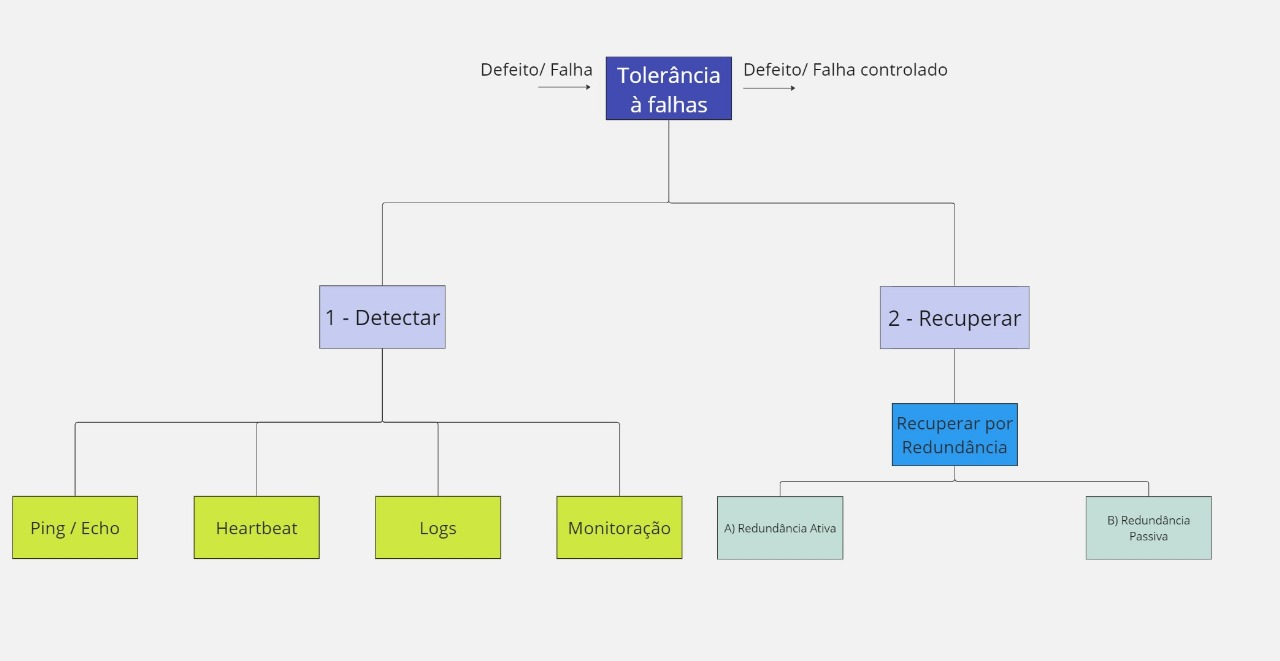 Defeito/ Falha
Tolerância
à falhas
Defeito/ Falha controlado
1 - Detectar
2 - Recuperar
Recuperar por
Redundância
Ping / Echo
Heartbeat
Logs
Monitoração
A) Redundância Ativa
B) Redundância
Passiva